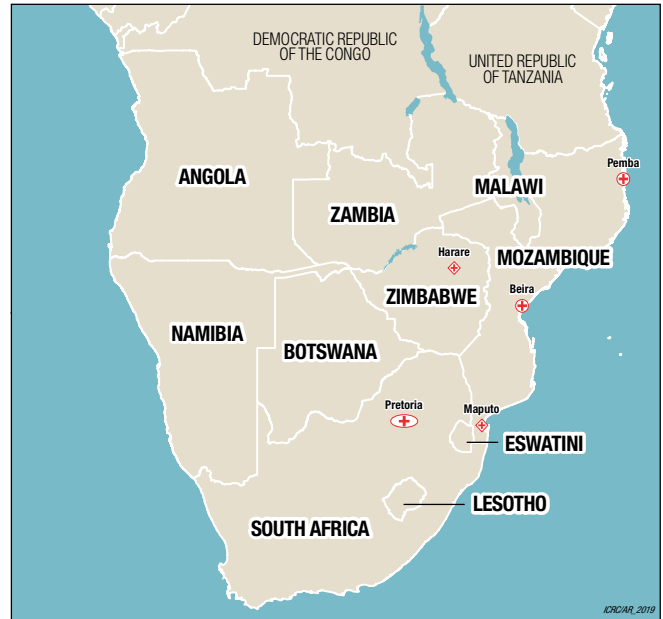 DEMOCRATIC REPUBLIC
OF THE CONGO
UNITED REPUBLIC
OF TANZANIA
Pemba
ANGOLA
MALAWI
ZAMBIA
Harare
MOZAMBIQUE
Beira
ZIMBABWE
NAMIBIA
BOTSWANA
Pretoria
Maputo
ESWATINI
LESOTHO
SOUTH AFRICA
ICRC/AR_2019